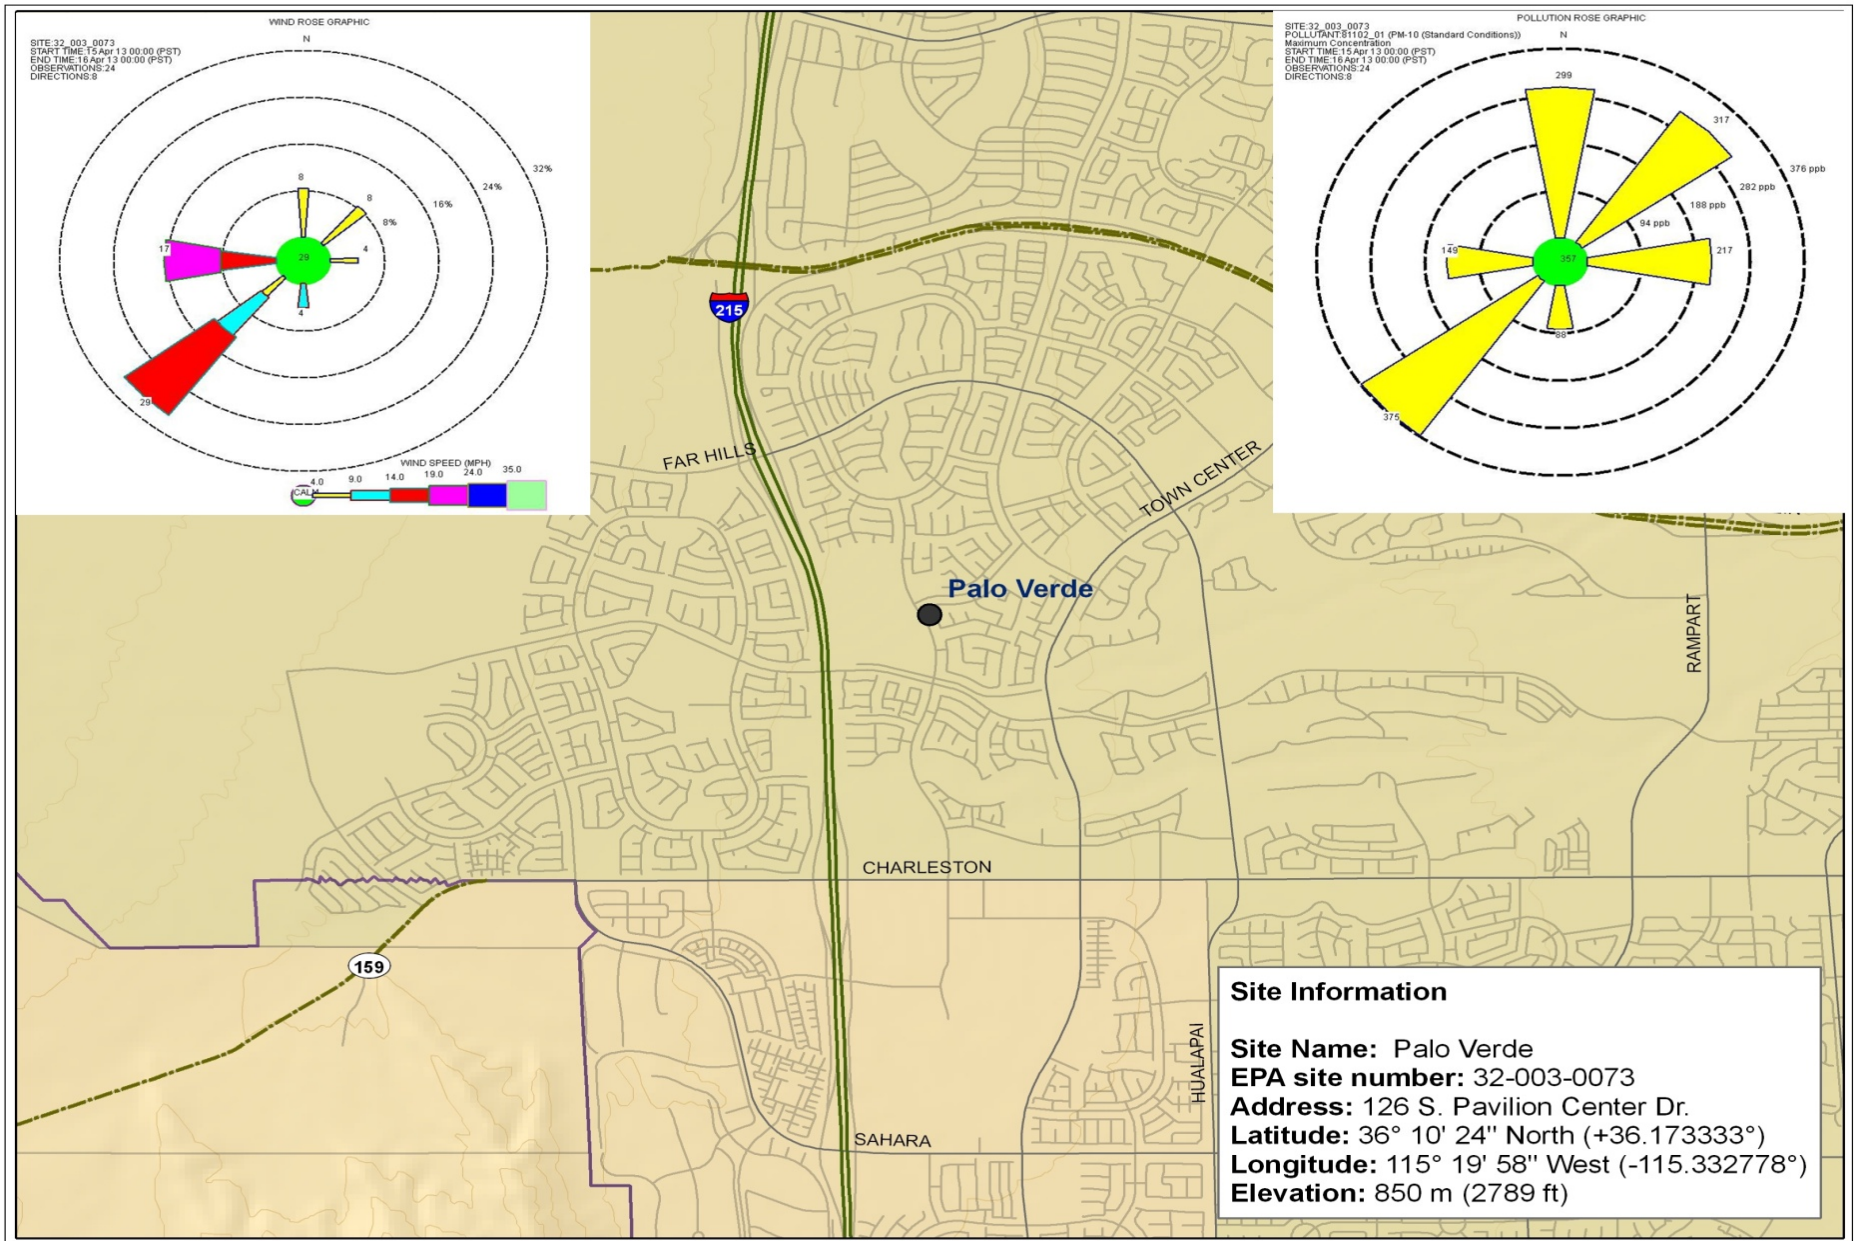 WIND ROSE GRAPHIC
N
SITE:32_003_0073
START TIME:15 Apr 13 00:00 (PST)
END TIME:16 Apr 13 00:00 (PST)
OBSERVATIONS:24
DIRECTIONS:8
32%
24%
16%
8%
8
8
4
17
29
4
29
WIND SPEED (MPH)
CALM
4.0
9.0
14.0
19.0
24.0
35.0
POLLUTION ROSE GRAPHIC
N
SITE:32_003_0073
POLLUTANT:81102_01 (PM-10 (Standard Conditions))
Maximum Concentration
START TIME:15 Apr 13 00:00 (PST)
END TIME:16 Apr 13 00:00 (PST)
OBSERVATIONS:24
DIRECTIONS:8
299
317
376 ppb
282 ppb
188 ppb
94 ppb
149
217
357
88
375
215
FAR HILLS
TOWN CENTER
Palo Verde
RAMPART
CHARLESTON
159
HUALAPAI
SAHARA
Site Information
Site Name: Palo Verde
EPA site number: 32-003-0073
Address: 126 S. Pavilion Center Dr.
Latitude: 36° 10' 24" North (+36.173333°)
Longitude: 115° 19' 58" West (-115.332778°)
Elevation: 850 m (2789 ft)